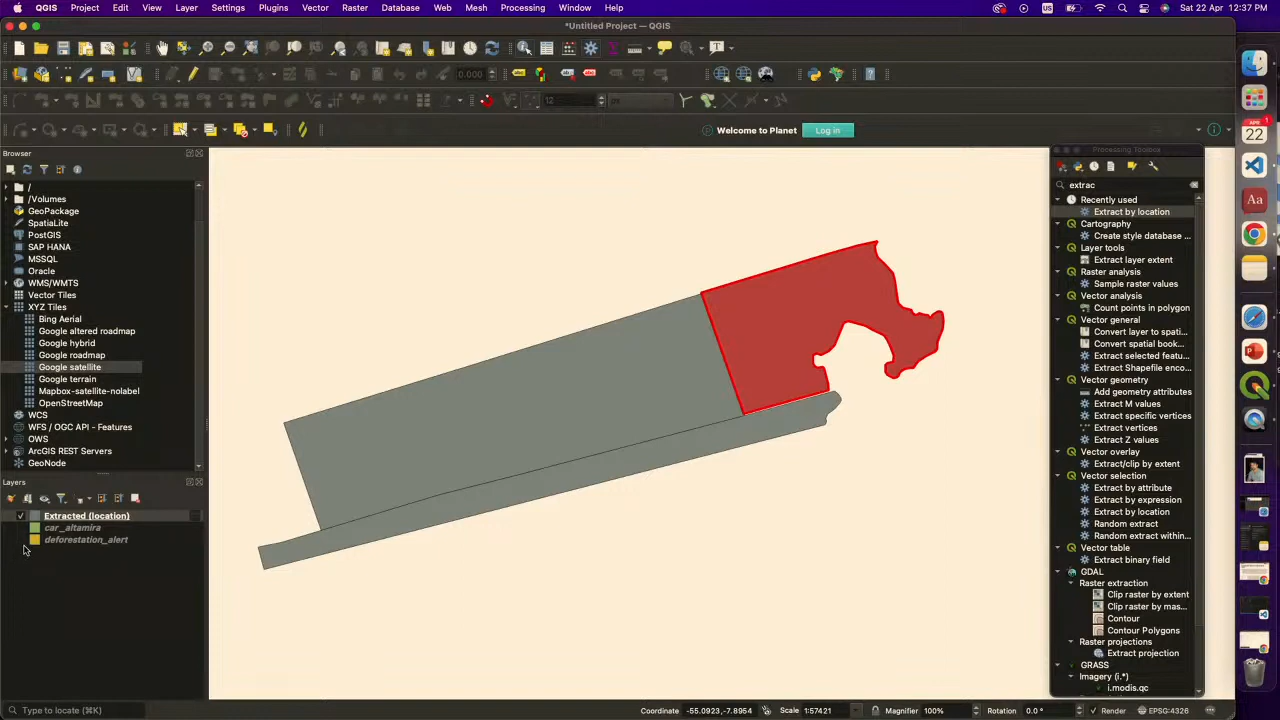 QGIS Edit Project View Layer Settings Plugins Vector Raster Database Web Mesh Processing Window Help
Sat 22 Apr 12:37 PM
*Untitled Project — QGIS
0.000
12
px
Welcome to Planet
Log in
Browser
/
/Volumes
GeoPackage
SpatiaLite
PostGIS
SAP HANA
MSSQL
Oracle
WMS/WMTS
Vector Tiles
XYZ Tiles
Bing Aerial
Google altered roadmap
Google hybrid
Google roadmap
Google satellite
Google terrain
Mapbox-satellite-nolabel
OpenStreetMap
WCS
WFS / OGC API - Features
OWS
ArcGIS REST Servers
GeoNode
Layers
Extracted (location)
car_altamira
deforestation_alert
Processing Toolbox
extrac
Recently used
Extract by location
Cartography
Create style database ...
Layer tools
Extract layer extent
Raster analysis
Sample raster values
Vector analysis
Count points in polygon
Vector general
Convert layer to spati...
Convert spatial book...
Extract selected featu...
Extract Shapefile enco...
Vector geometry
Add geometry attributes
Extract M values
Extract specific vertices
Extract vertices
Extract Z values
Vector overlay
Extract/clip by extent
Vector selection
Extract by attribute
Extract by expression
Extract by location
Random extract
Random extract within...
Vector table
Extract binary field
GDAL
Raster extraction
Clip raster by extent
Clip raster by mas...
Contour
Contour Polygons
Raster projections
Extract projection
GRASS
Imagery (i.*)
i.modis.qc
APR
22
Aa
Type to locate (⌘K)
Coordinate -55.0923,-7.8954
Scale 1:57421
Magnifier 100%
Rotation 0.0 °
Render
EPSG:4326